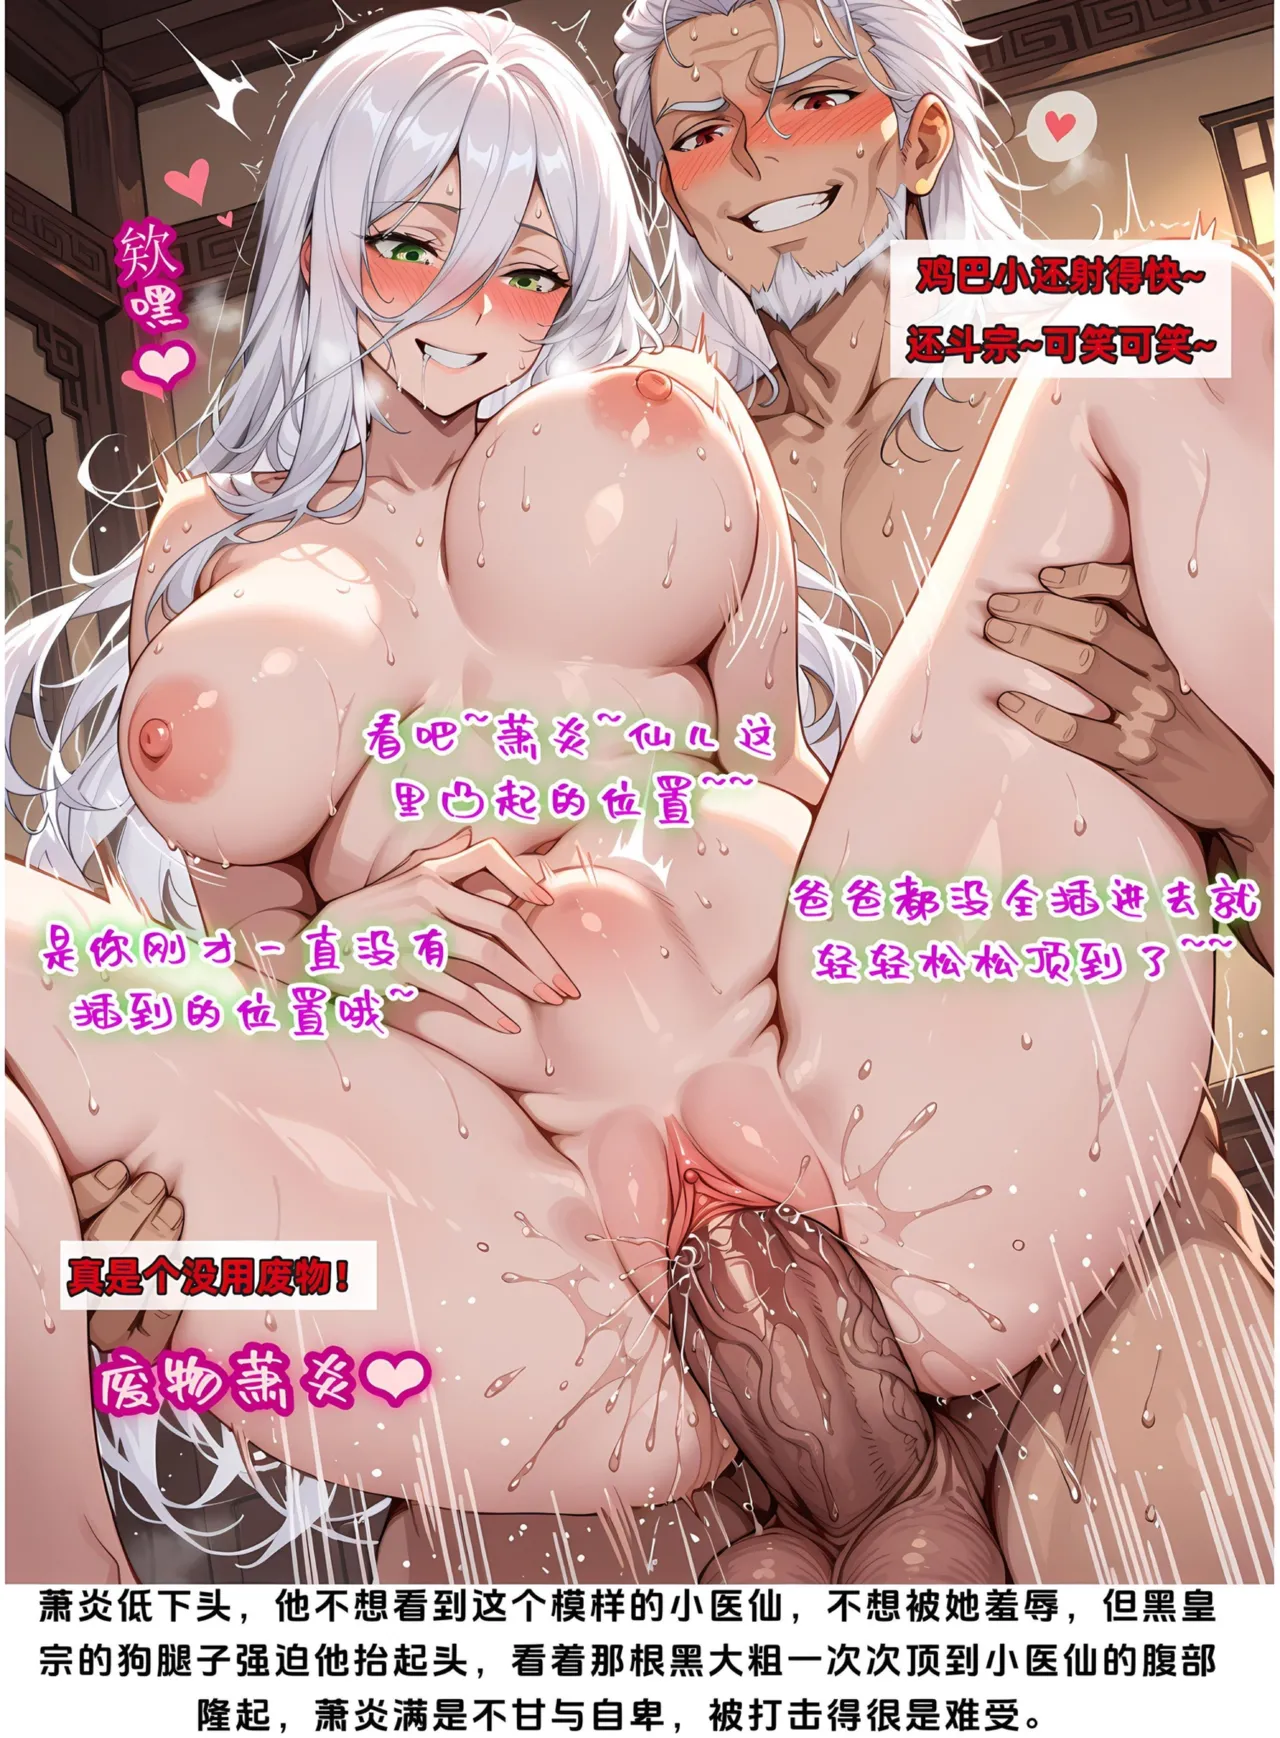 欸嘿
鸡巴小还射得快~
还斗宗~可笑可笑~
看吧~萧炎~仙儿这
里凸起的位置~~
爸爸都没全插进去就
轻轻松松顶到了~~
是你刚才一直没有
插到的位置哦~
真是个没用废物！
废物萧炎
萧炎低下头，他不想看到这个模样的小医仙，不想被她羞辱，但黑皇
宗的狗腿子强迫他抬起头，看着那根黑大粗一次次顶到小医仙的腹部
隆起，萧炎满是不甘与自卑，被打击得很是难受。